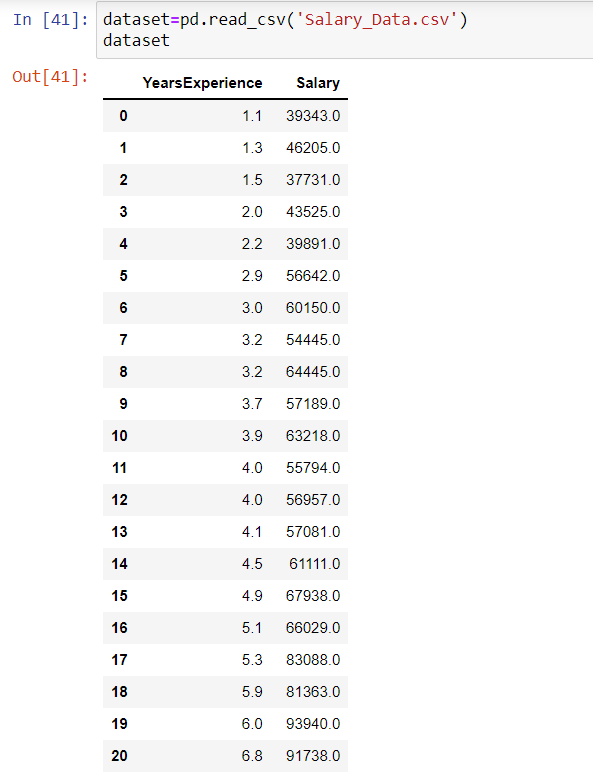 In [41]: dataset=pd.read_csv('Salary_Data.csv')
dataset
Out[41]:
YearsExperience Salary
0 1.1 39343.0
1 1.3 46205.0
2 1.5 37731.0
3 2.0 43525.0
4 2.2 39891.0
5 2.9 56642.0
6 3.0 60150.0
7 3.2 54445.0
8 3.2 64445.0
9 3.7 57189.0
10 3.9 63218.0
11 4.0 55794.0
12 4.0 56957.0
13 4.1 57081.0
14 4.5 61111.0
15 4.9 67938.0
16 5.1 66029.0
17 5.3 83088.0
18 5.9 81363.0
19 6.0 93940.0
20 6.8 91738.0